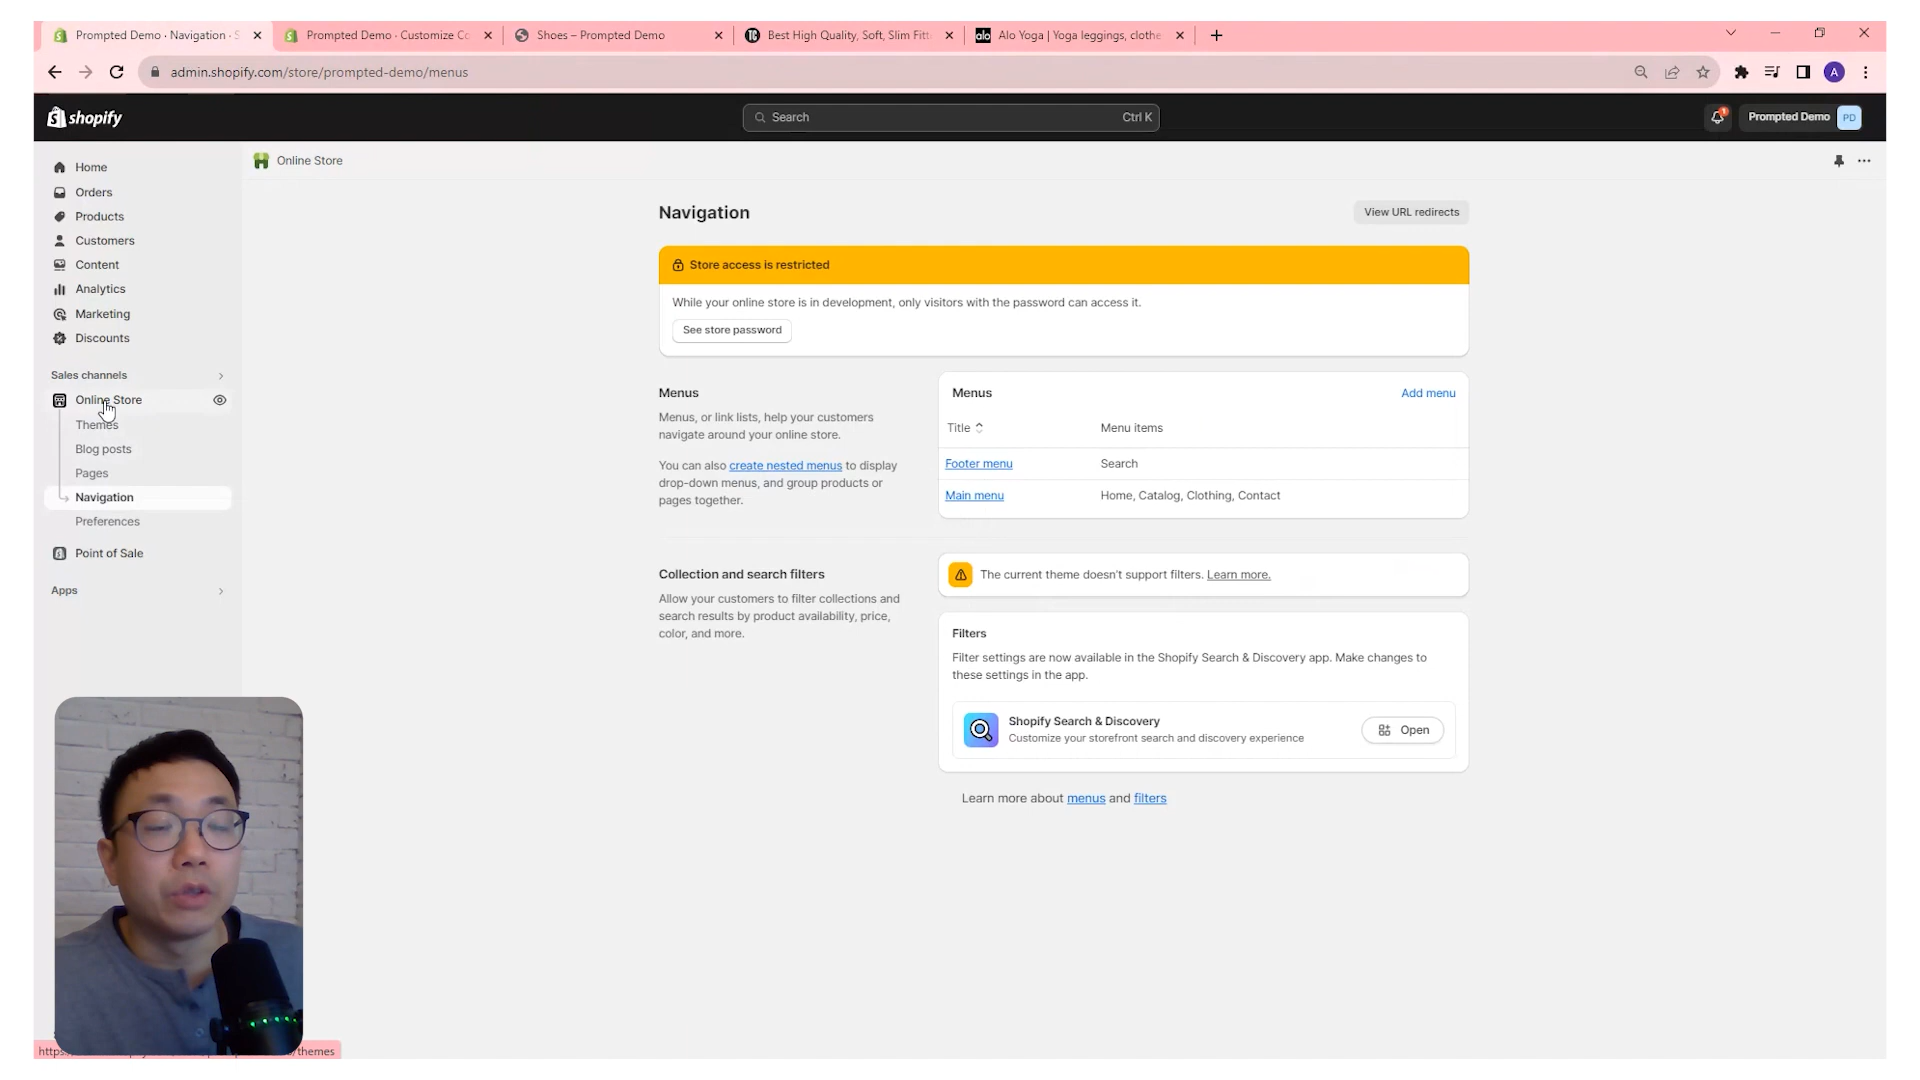 Prompted Demo · Navigation · S
Prompted Demo · Customize Co
Shoes – Prompted Demo
TC
Best High Quality, Soft, Slim Fitt
alo
Alo Yoga | Yoga leggings, clothe
admin.shopify.com/store/prompted-demo/menus
A
shopify
Search
Ctrl K
1
Prompted Demo
PD
Home
Orders
Products
Customers
Content
Analytics
Marketing
Discounts
Sales channels
Online Store
Themes
Blog posts
Pages
Navigation
Preferences
Point of Sale
Apps
Online Store
Navigation
View URL redirects
Store access is restricted
While your online store is in development, only visitors with the password can access it.
See store password
Menus
Menus, or link lists, help your customers
navigate around your online store.
You can also create nested menus to display
drop-down menus, and group products or
pages together.
Menus
Add menu
Title
Menu items
Footer menu
Search
Main menu
Home, Catalog, Clothing, Contact
Collection and search filters
Allow your customers to filter collections and
search results by product availability, price,
color, and more.
The current theme doesn't support filters. Learn more.
Filters
Filter settings are now available in the Shopify Search & Discovery app. Make changes to
these settings in the app.
Shopify Search & Discovery
Customize your storefront search and discovery experience
Open
Learn more about menus and filters
https
/themes